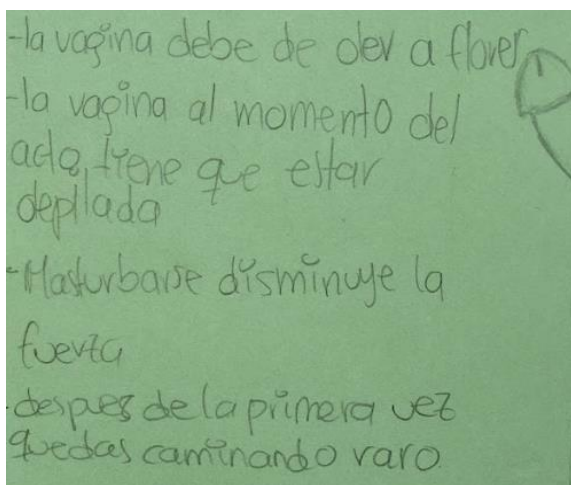 -la vagina debe de oler a flores
-la vagina al momento del
acto, tiene que estar
depilada
-Masturbarse disminuye la
fuerza
-despues de la primera vez
quedas caminando raro